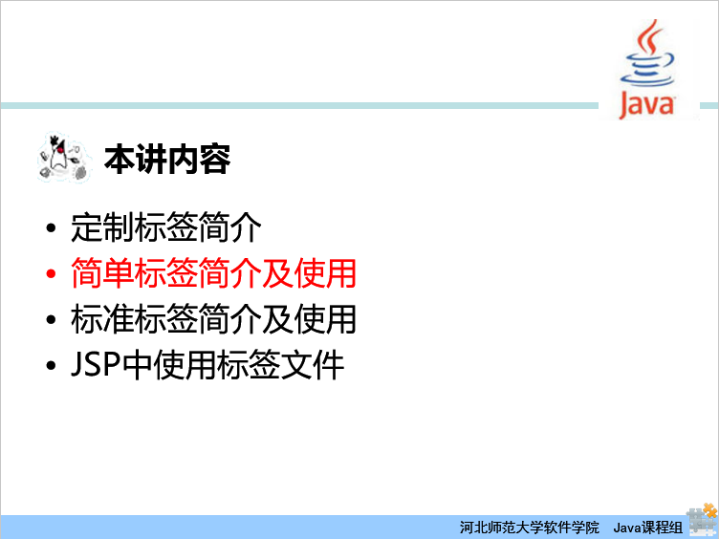 Java
本讲内容
• 定制标签简介
• 简单标签简介及使用
• 标准标签简介及使用
• JSP中使用标签文件
河北师范大学软件学院 Java课程组